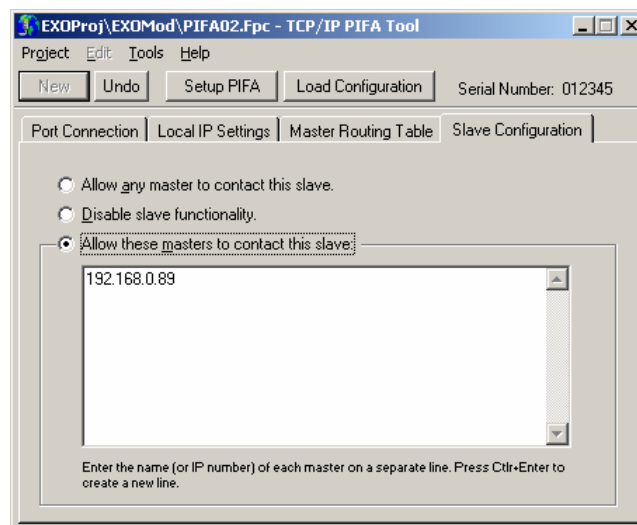 EXOProj\EXOMod\PIFA02.Fpc - TCP/IP PIFA Tool
Project Edit Tools Help
New Undo Setup PIFA Load Configuration Serial Number: 012345
Port Connection Local IP Settings Master Routing Table Slave Configuration
Allow any master to contact this slave.
Disable slave functionality.
Allow these masters to contact this slave:
192.168.0.89
Enter the name (or IP number) of each master on a separate line. Press Ctlr+Enter to
create a new line.